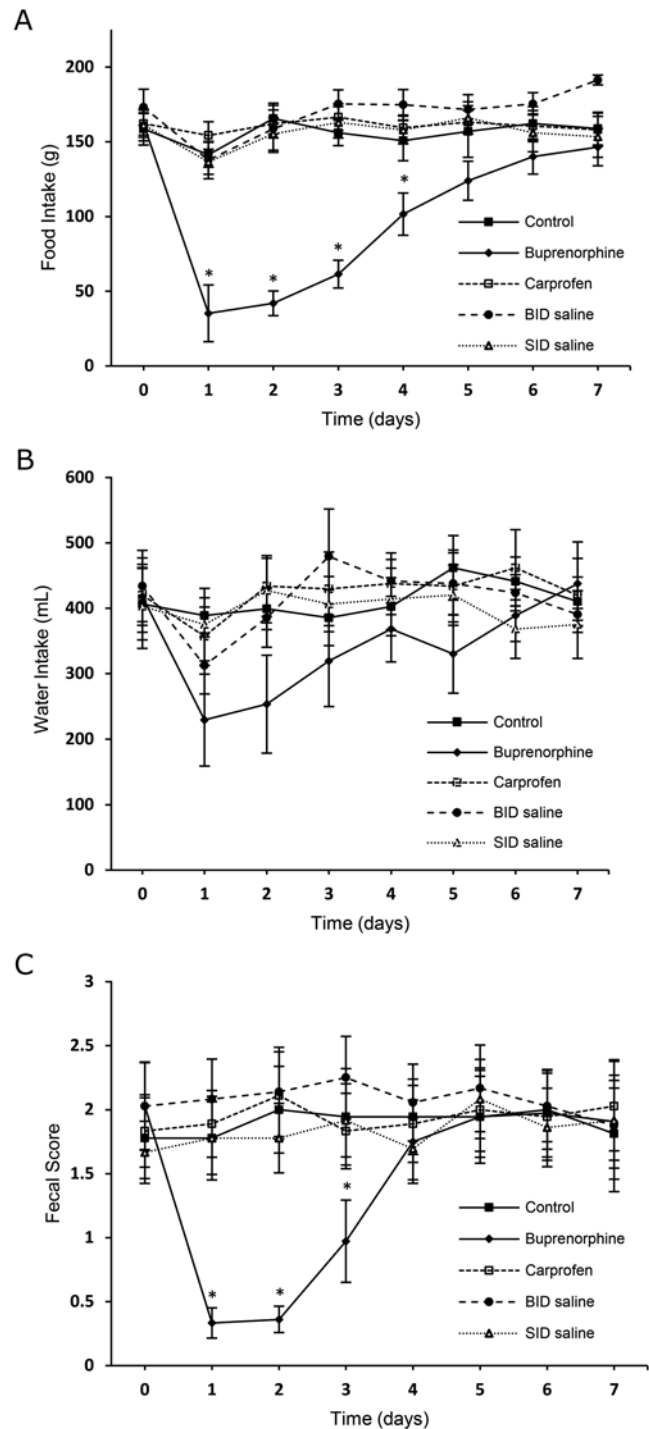 A
200
150
100
50
0
Food Intake (g)
*
*
*
*
Control
Buprenorphine
Carprofen
BID saline
SID saline
0 1 2 3 4 5 6 7
Time (days)
B
600
500
400
300
200
100
0
Water Intake (mL)
Control
Buprenorphine
Carprofen
BID saline
SID saline
0 1 2 3 4 5 6 7
Time (days)
C
3
2.5
2
1.5
1
0.5
0
Fecal Score
*
*
*
Control
Buprenorphine
Carprofen
BID saline
SID saline
0 1 2 3 4 5 6 7
Time (days)